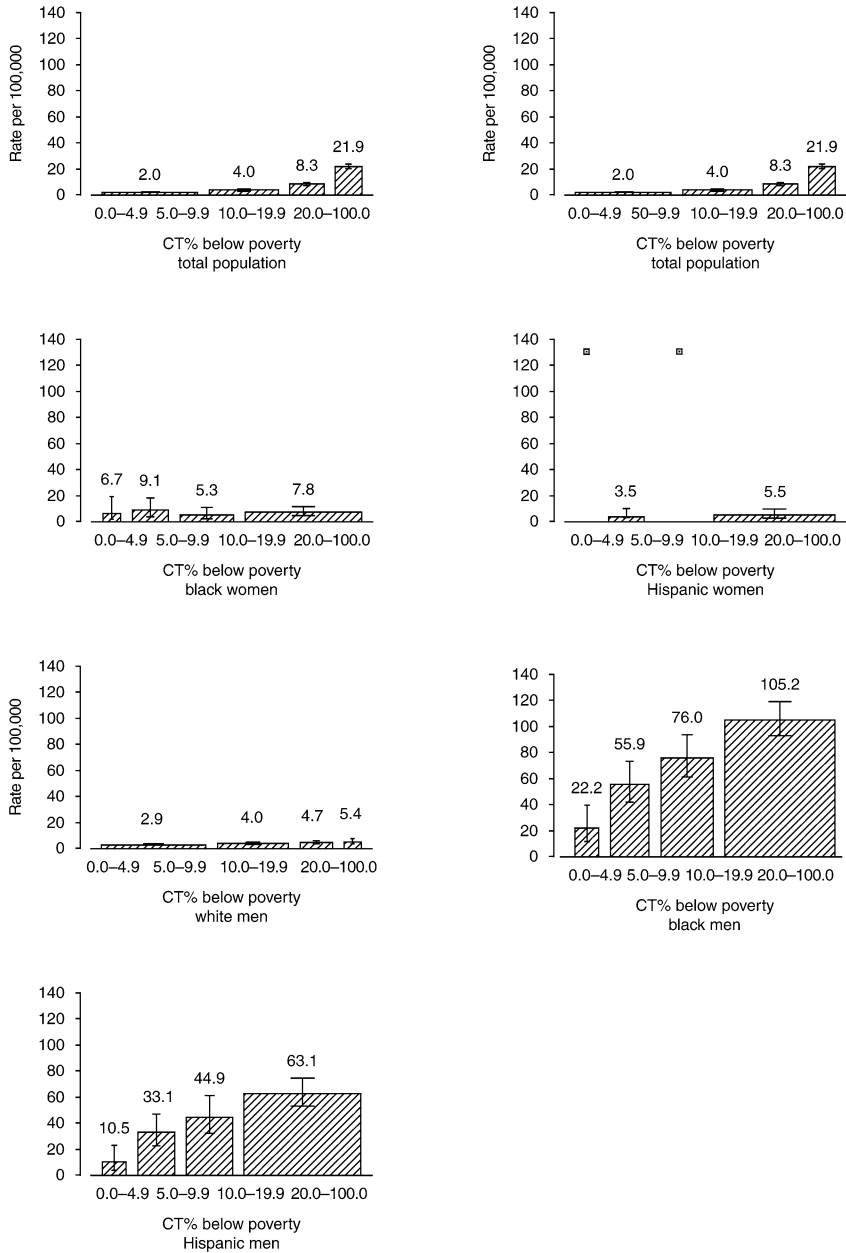 140
120
100
80
60
40
20
0
Rate per 100,000
2.0 4.0 8.3 21.9
0.0–4.9 5.0–9.9 10.0–19.9 20.0–100.0
CT% below poverty
total population
140
120
100
80
60
40
20
0
Rate per 100,000
2.0 4.0 8.3 21.9
0.0–4.9 50–9.9 10.0–19.9 20.0–100.0
CT% below poverty
total population
140
120
100
80
60
40
20
0
6.7 9.1 5.3 7.8
0.0–4.9 5.0–9.9 10.0–19.9 20.0–100.0
CT% below poverty
black women
140
120
100
80
60
40
20
0
3.5 5.5
0.0–4.9 5.0–9.9 10.0–19.9 20.0–100.0
CT% below poverty
Hispanic women
140
120
100
80
60
40
20
0
Rate per 100,000
2.9 4.0 4.7 5.4
0.0–4.9 5.0–9.9 10.0–19.9 20.0–100.0
CT% below poverty
white men
140
120
100
80
60
40
20
0
22.2 55.9 76.0 105.2
0.0–4.9 5.0–9.9 10.0–19.9 20.0–100.0
CT% below poverty
black men
140
120
100
80
60
40
20
0
10.5 33.1 44.9 63.1
0.0–4.9 5.0–9.9 10.0–19.9 20.0–100.0
CT% below poverty
Hispanic men